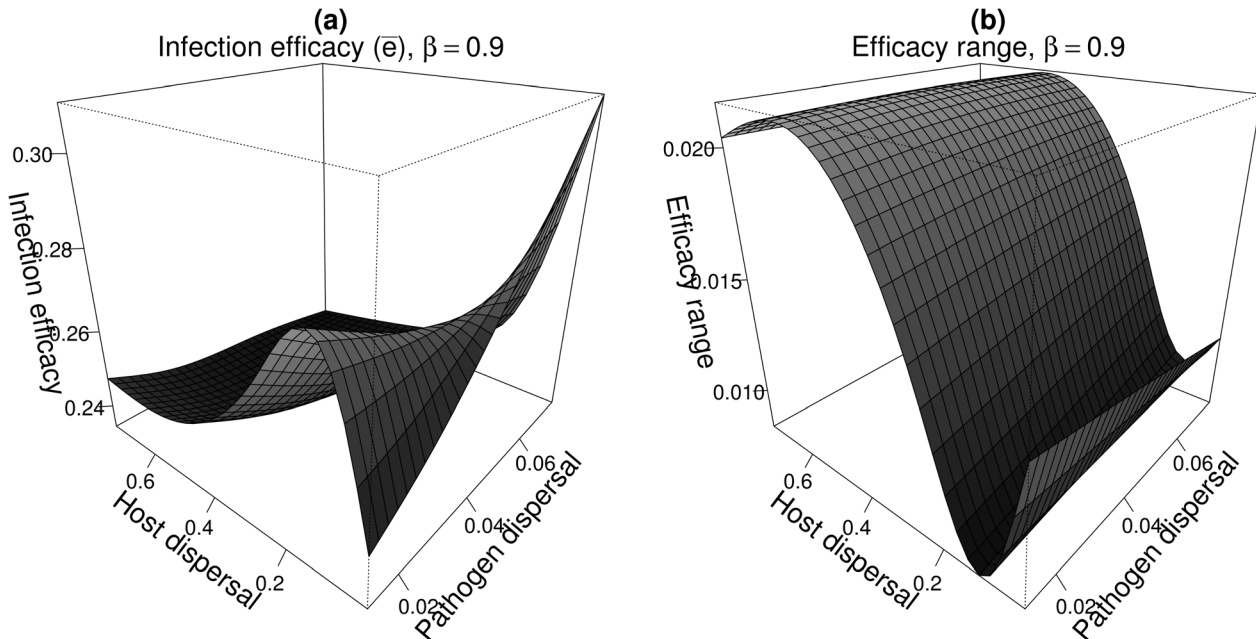 (a)
Infection efficacy (e̅), β = 0.9
0.30
0.28
0.26
0.24
Infection efficacy
0.6
0.4
0.2
Host dispersal
0.02
0.04
0.06
Pathogen dispersal
(b)
Efficacy range, β = 0.9
0.020
0.015
0.010
Efficacy range
0.6
0.4
0.2
Host dispersal
0.02
0.04
0.06
Pathogen dispersal